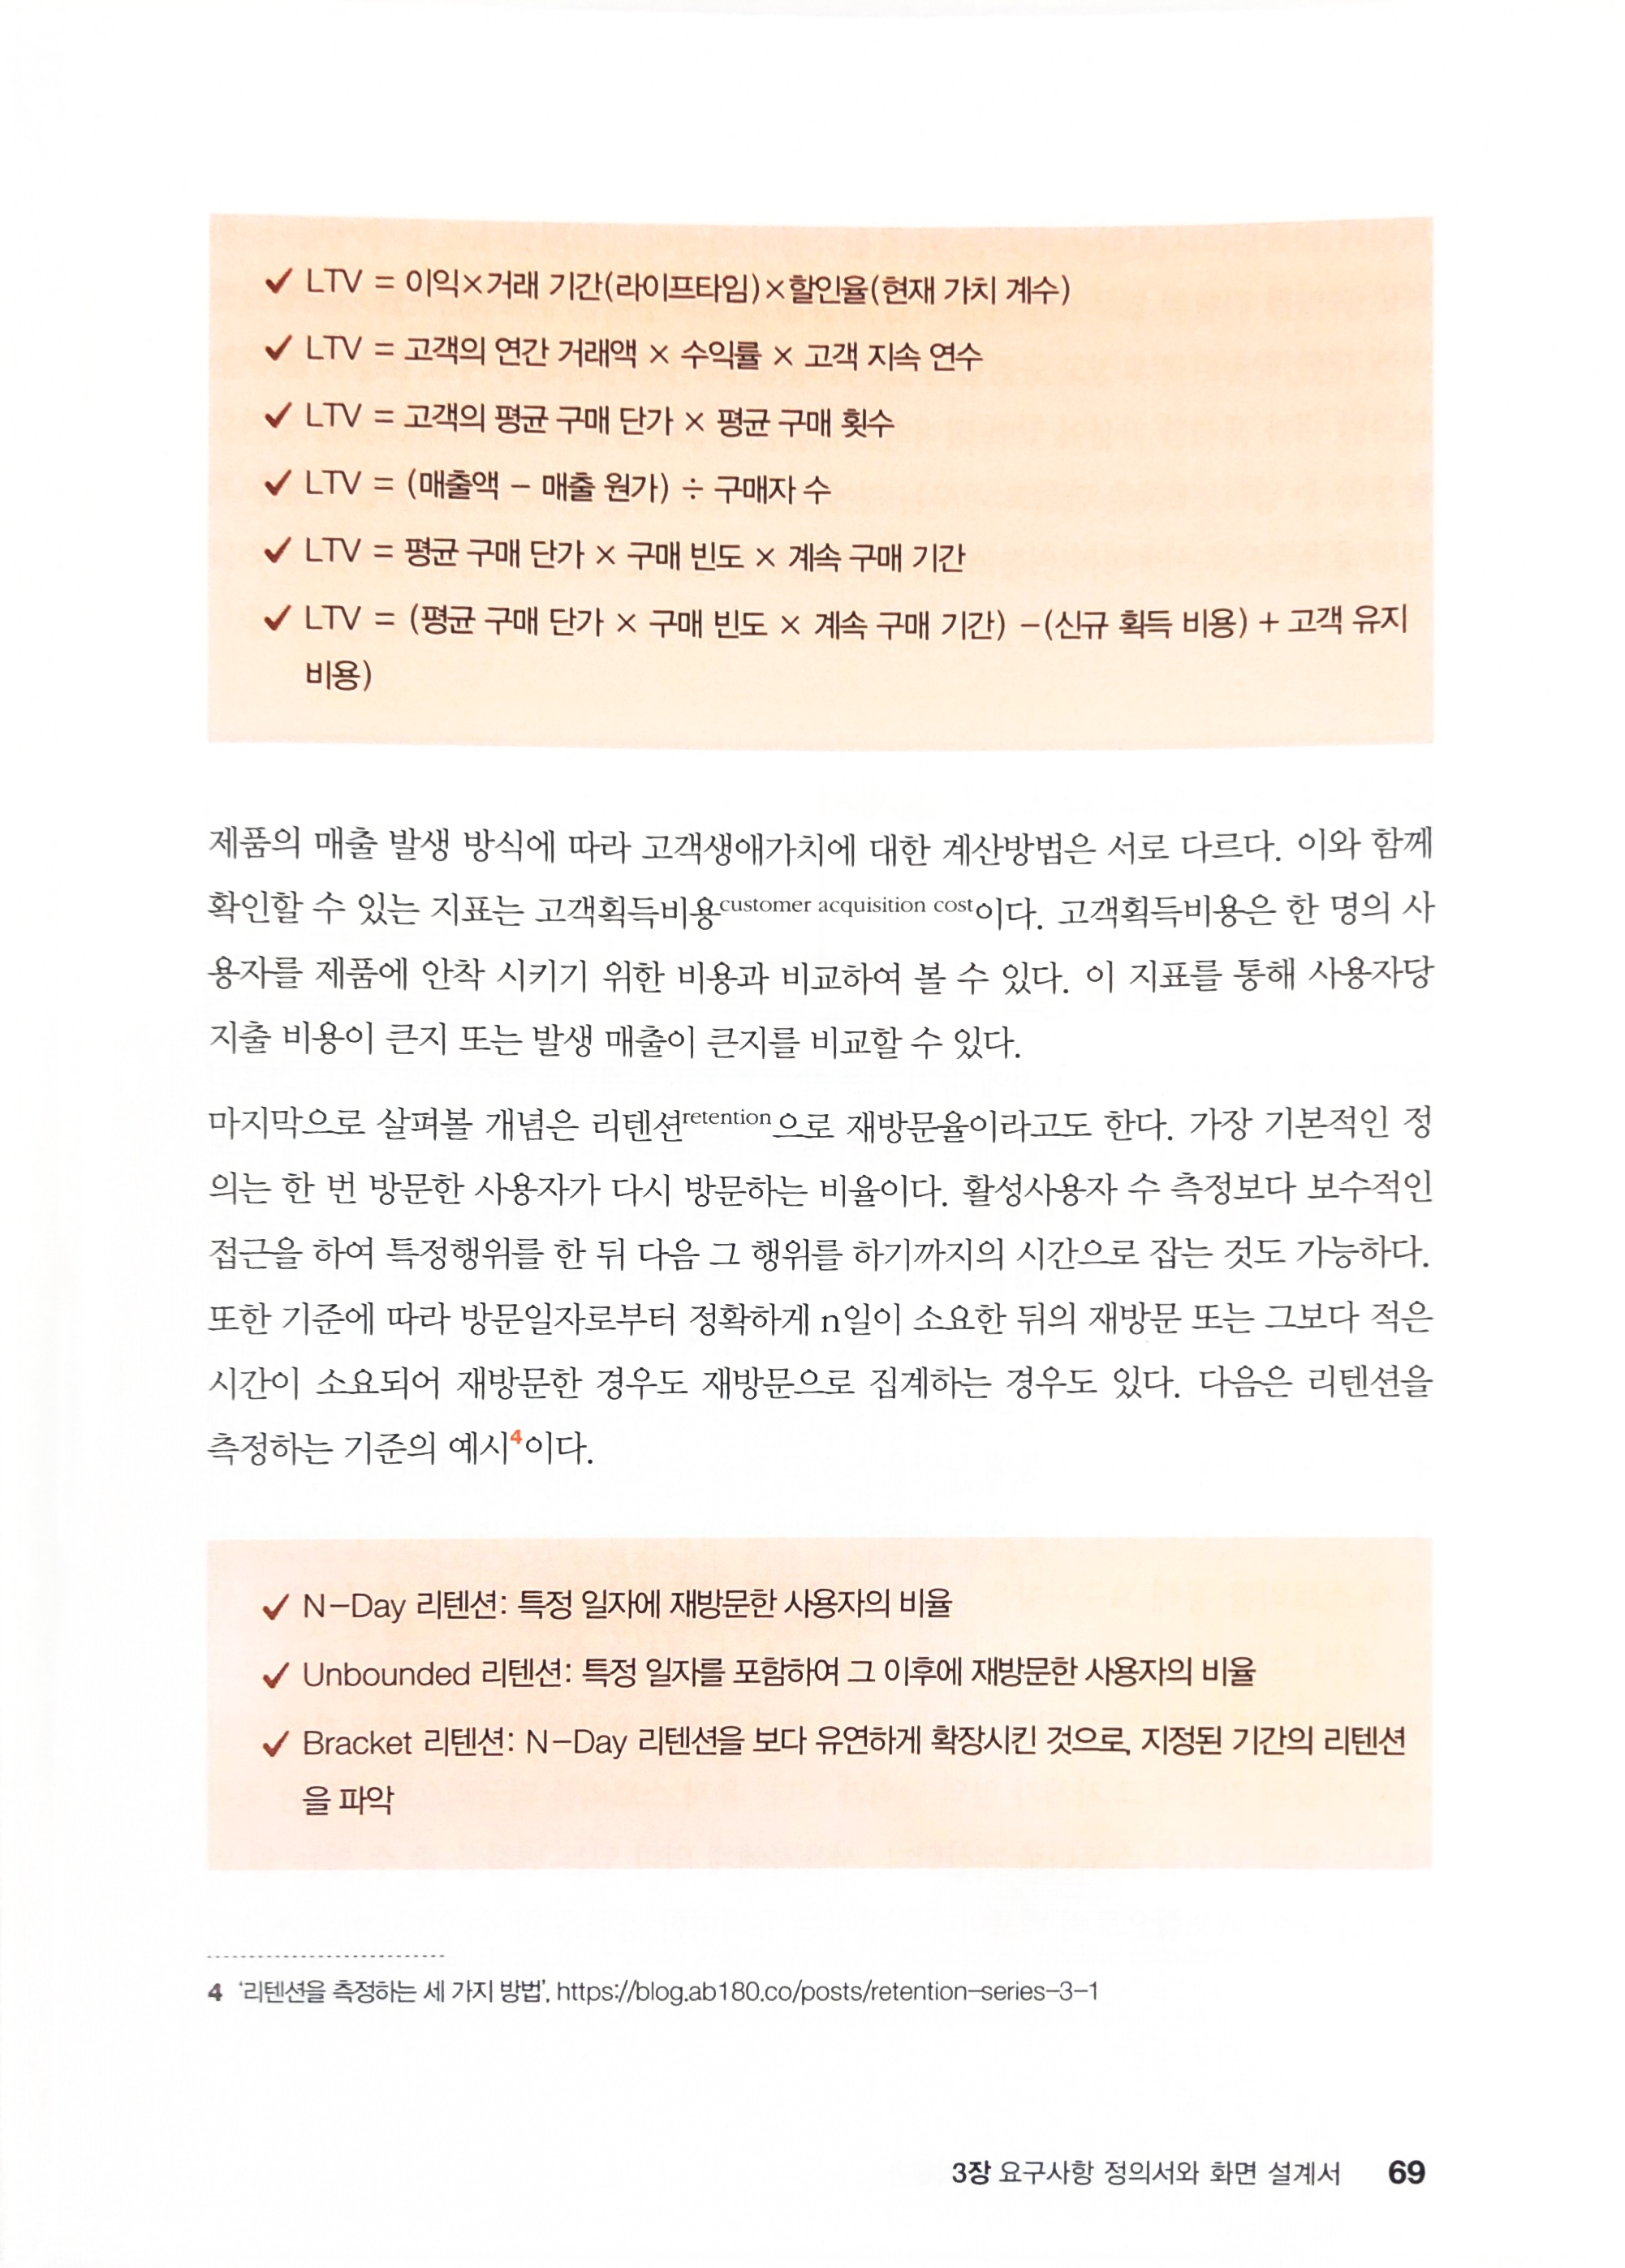 ✓ LTV = 이익×거래 기간(라이프타임)×할인율(현재 가치 계수)
✓ LTV = 고객의 연간 거래액 × 수익률 × 고객 지속 연수
✓ LTV = 고객의 평균 구매 단가 × 평균 구매 횟수
✓ LTV = (매출액 − 매출 원가) ÷ 구매자 수
✓ LTV = 평균 구매 단가 × 구매 빈도 × 계속 구매 기간
✓ LTV = (평균 구매 단가 × 구매 빈도 × 계속 구매 기간) −(신규 획득 비용) + 고객 유지
비용)
제품의 매출 발생 방식에 따라 고객생애가치에 대한 계산방법은 서로 다르다. 이와 함께
확인할 수 있는 지표는 고객획득비용customer acquisition cost이다. 고객획득비용은 한 명의 사
용자를 제품에 안착 시키기 위한 비용과 비교하여 볼 수 있다. 이 지표를 통해 사용자당
지출 비용이 큰지 또는 발생 매출이 큰지를 비교할 수 있다.
마지막으로 살펴볼 개념은 리텐션retention으로 재방문율이라고도 한다. 가장 기본적인 정
의는 한 번 방문한 사용자가 다시 방문하는 비율이다. 활성사용자 수 측정보다 보수적인
접근을 하여 특정행위를 한 뒤 다음 그 행위를 하기까지의 시간으로 잡는 것도 가능하다.
또한 기준에 따라 방문일자로부터 정확하게 n일이 소요한 뒤의 재방문 또는 그보다 적은
시간이 소요되어 재방문한 경우도 재방문으로 집계하는 경우도 있다. 다음은 리텐션을
측정하는 기준의 예시4이다.
✓ N−Day 리텐션: 특정 일자에 재방문한 사용자의 비율
✓ Unbounded 리텐션: 특정 일자를 포함하여 그 이후에 재방문한 사용자의 비율
✓ Bracket 리텐션: N−Day 리텐션을 보다 유연하게 확장시킨 것으로, 지정된 기간의 리텐션
을 파악
4 ‘리텐션을 측정하는 세 가지 방법’, https://blog.ab180.co/posts/retention-series-3-1
3장 요구사항 정의서와 화면 설계서 69